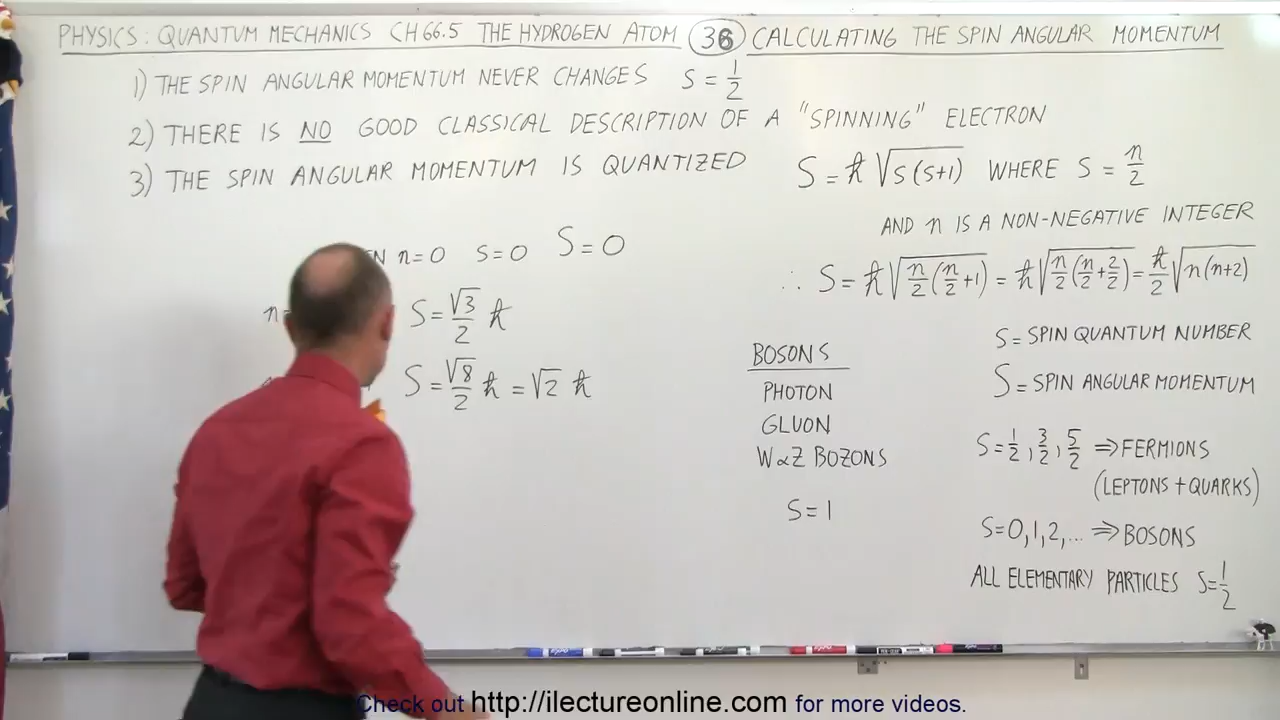 PHYSICS: QUANTUM MECHANICS CH 66.5 THE HYDROGEN ATOM 36 CALCULATING THE SPIN ANGULAR MOMENTUM
1) THE SPIN ANGULAR MOMENTUM NEVER CHANGES s = 1/2
2) THERE IS NO GOOD CLASSICAL DESCRIPTION OF A "SPINNING" ELECTRON
3) THE SPIN ANGULAR MOMENTUM IS QUANTIZED
S = ℏ √(s(s+1)) WHERE s = n/2
AND n IS A NON-NEGATIVE INTEGER
∴ S = ℏ √(n/2 (n/2 + 1)) = ℏ √(n/2 (n/2 + 2/2)) = ℏ/2 √(n(n+2))
n=0 s=0 S=0
S = √3/2 ℏ
S = √8/2 ℏ = √2 ℏ
BOSONS
PHOTON
GLUON
W & Z BOZONS
S = 1
s = SPIN QUANTUM NUMBER
S = SPIN ANGULAR MOMENTUM
S = 1/2, 3/2, 5/2 ⇒ FERMIONS
(LEPTONS + QUARKS)
S=0,1,2,... ⇒ BOSONS
ALL ELEMENTARY PARTICLES S=1/2
Check out http://ilectureonline.com for more videos.